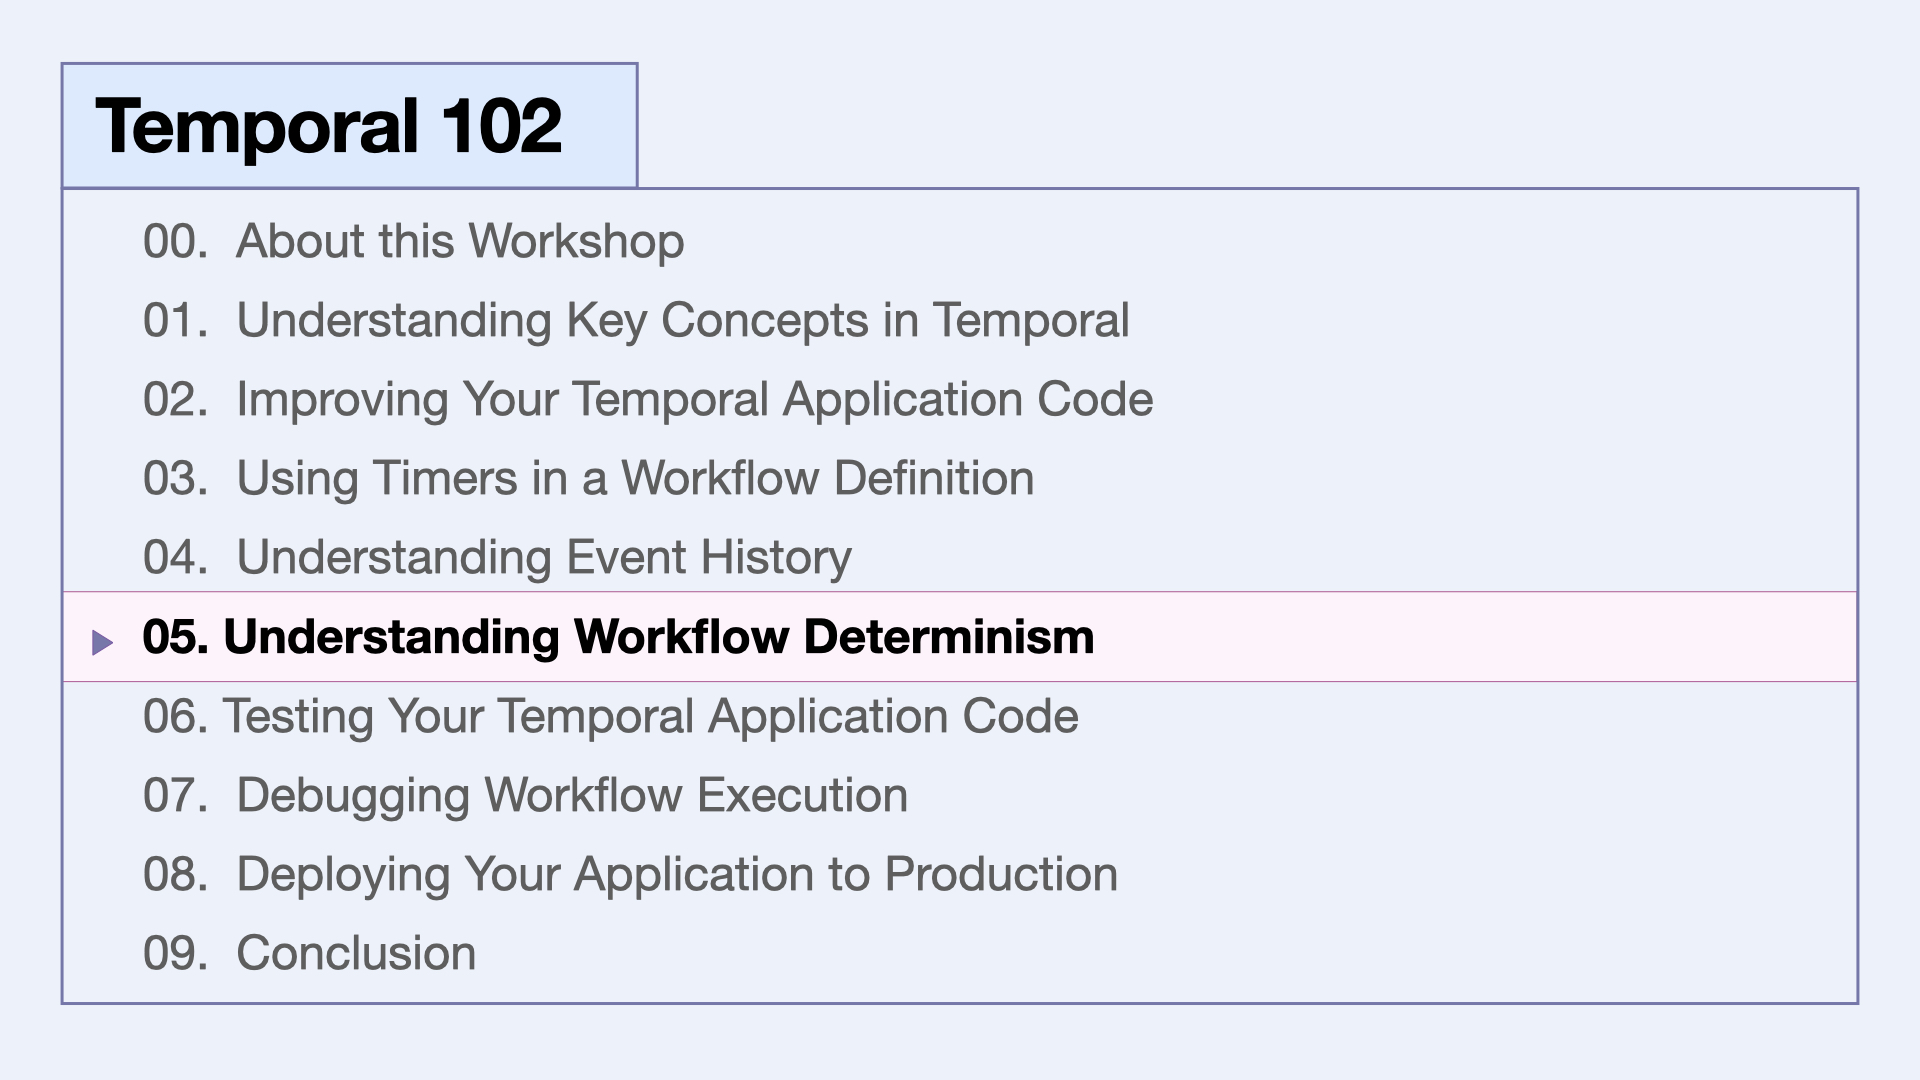 Temporal 102
00. About this Workshop
01. Understanding Key Concepts in Temporal
02. Improving Your Temporal Application Code
03. Using Timers in a Workflow Definition
04. Understanding Event History
05. Understanding Workflow Determinism
06. Testing Your Temporal Application Code
07. Debugging Workflow Execution
08. Deploying Your Application to Production
09. Conclusion